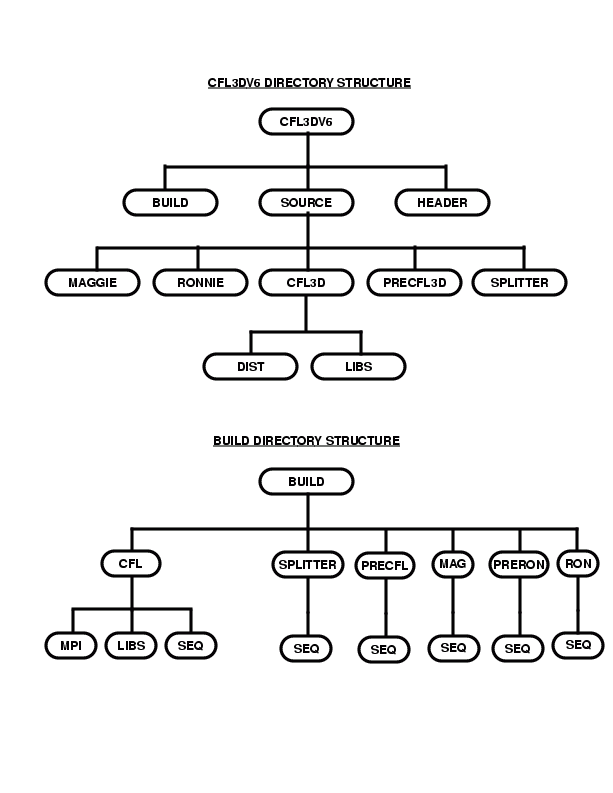 CFL3DV6 DIRECTORY STRUCTURE
CFL3DV6
BUILD SOURCE HEADER
MAGGIE RONNIE CFL3D PRECFL3D SPLITTER
DIST LIBS
BUILD DIRECTORY STRUCTURE
BUILD
CFL SPLITTER PRECFL MAG PRERON RON
MPI LIBS SEQ SEQ SEQ SEQ SEQ SEQ